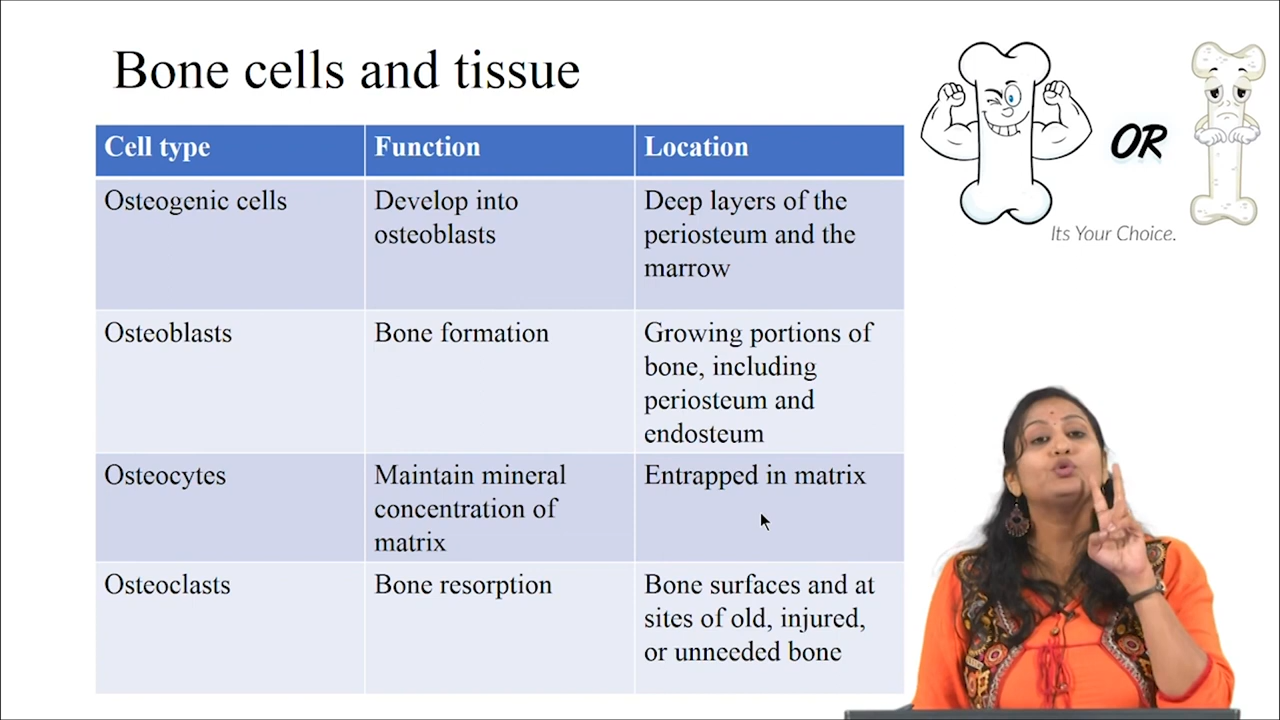 Bone cells and tissue
Cell type
Function
Location
Osteogenic cells
Develop into
osteoblasts
Deep layers of the
periosteum and the
marrow
Osteoblasts
Bone formation
Growing portions of
bone, including
periosteum and
endosteum
Osteocytes
Maintain mineral
concentration of
matrix
Entrapped in matrix
Osteoclasts
Bone resorption
Bone surfaces and at
sites of old, injured,
or unneeded bone
OR
Its Your Choice.